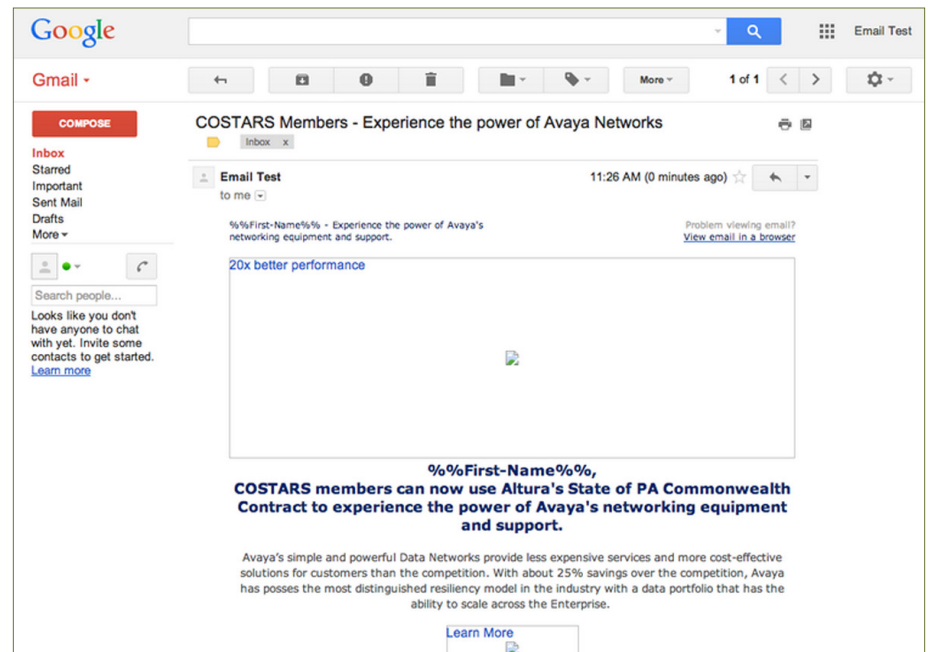 Google
Email Test
Gmail
More
1 of 1
COMPOSE
Inbox
Starred
Important
Sent Mail
Drafts
More
Search people...
Looks like you don't
have anyone to chat
with yet. Invite some
contacts to get started.
Learn more
COSTARS Members - Experience the power of Avaya Networks
Inbox x
Email Test
11:26 AM (0 minutes ago)
to me
%%First-Name%% - Experience the power of Avaya's
networking equipment and support.
Problem viewing email?
View email in a browser
20x better performance
%%First-Name%%,
COSTARS members can now use Altura's State of PA Commonwealth
Contract to experience the power of Avaya's networking equipment
and support.
Avaya's simple and powerful Data Networks provide less expensive services and more cost-effective
solutions for customers than the competition. With about 25% savings over the competition, Avaya
has posses the most distinguished resiliency model in the industry with a data portfolio that has the
ability to scale across the Enterprise.
Learn More